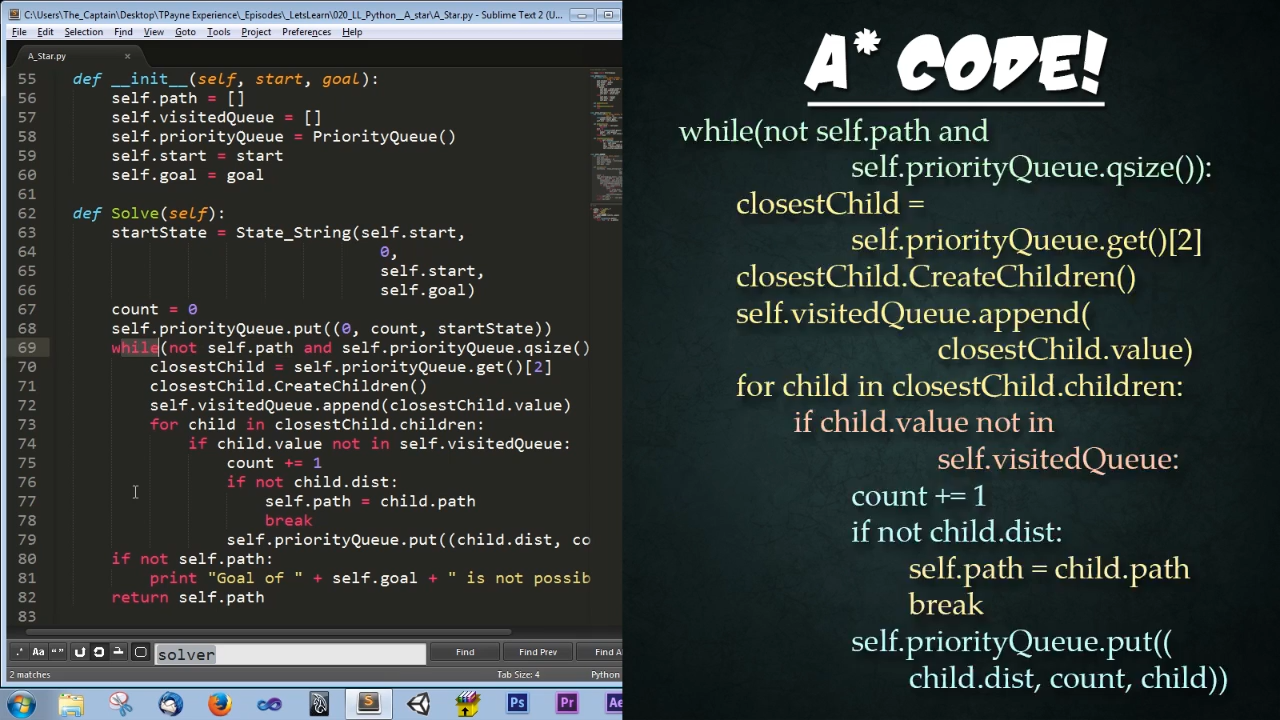 C:\Users\The_Captain\Desktop\TPayne Experience\_Episodes\_LetsLearn\020_LL_Python__A_star\A_Star.py - Sublime Text 2 (U...
File Edit Selection Find View Goto Tools Project Preferences Help
A_Star.py ×
55 def __init__(self, start, goal):
56 self.path = []
57 self.visitedQueue = []
58 self.priorityQueue = PriorityQueue()
59 self.start = start
60 self.goal = goal
61
62 def Solve(self):
63 startState = State_String(self.start,
64 0,
65 self.start,
66 self.goal)
67 count = 0
68 self.priorityQueue.put((0, count, startState))
69 while(not self.path and self.priorityQueue.qsize()
70 closestChild = self.priorityQueue.get()[2]
71 closestChild.CreateChildren()
72 self.visitedQueue.append(closestChild.value)
73 for child in closestChild.children:
74 if child.value not in self.visitedQueue:
75 count += 1
76 if not child.dist:
77 self.path = child.path
78 break
79 self.priorityQueue.put((child.dist, co
80 if not self.path:
81 print "Goal of " + self.goal + " is not possib
82 return self.path
83
.* Aa “ ” solver Find Find Prev Find A
2 matches Tab Size: 4 Python
S Ps Pr Ae
A* CODE!
while(not self.path and
self.priorityQueue.qsize()):
closestChild =
self.priorityQueue.get()[2]
closestChild.CreateChildren()
self.visitedQueue.append(
closestChild.value)
for child in closestChild.children:
if child.value not in
self.visitedQueue:
count += 1
if not child.dist:
self.path = child.path
break
self.priorityQueue.put((
child.dist, count, child))